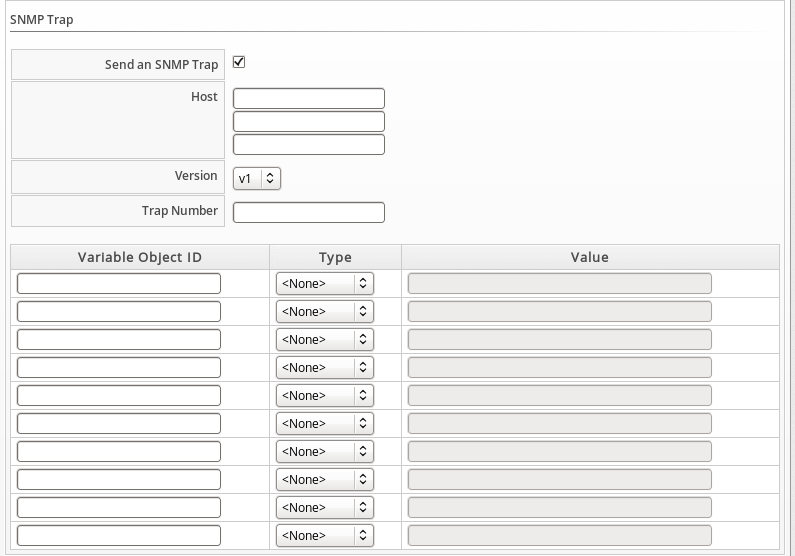 SNMP Trap
Send an SNMP Trap
Host
Version v1
Trap Number
Variable Object ID Type Value
<None>
<None>
<None>
<None>
<None>
<None>
<None>
<None>
<None>
<None>